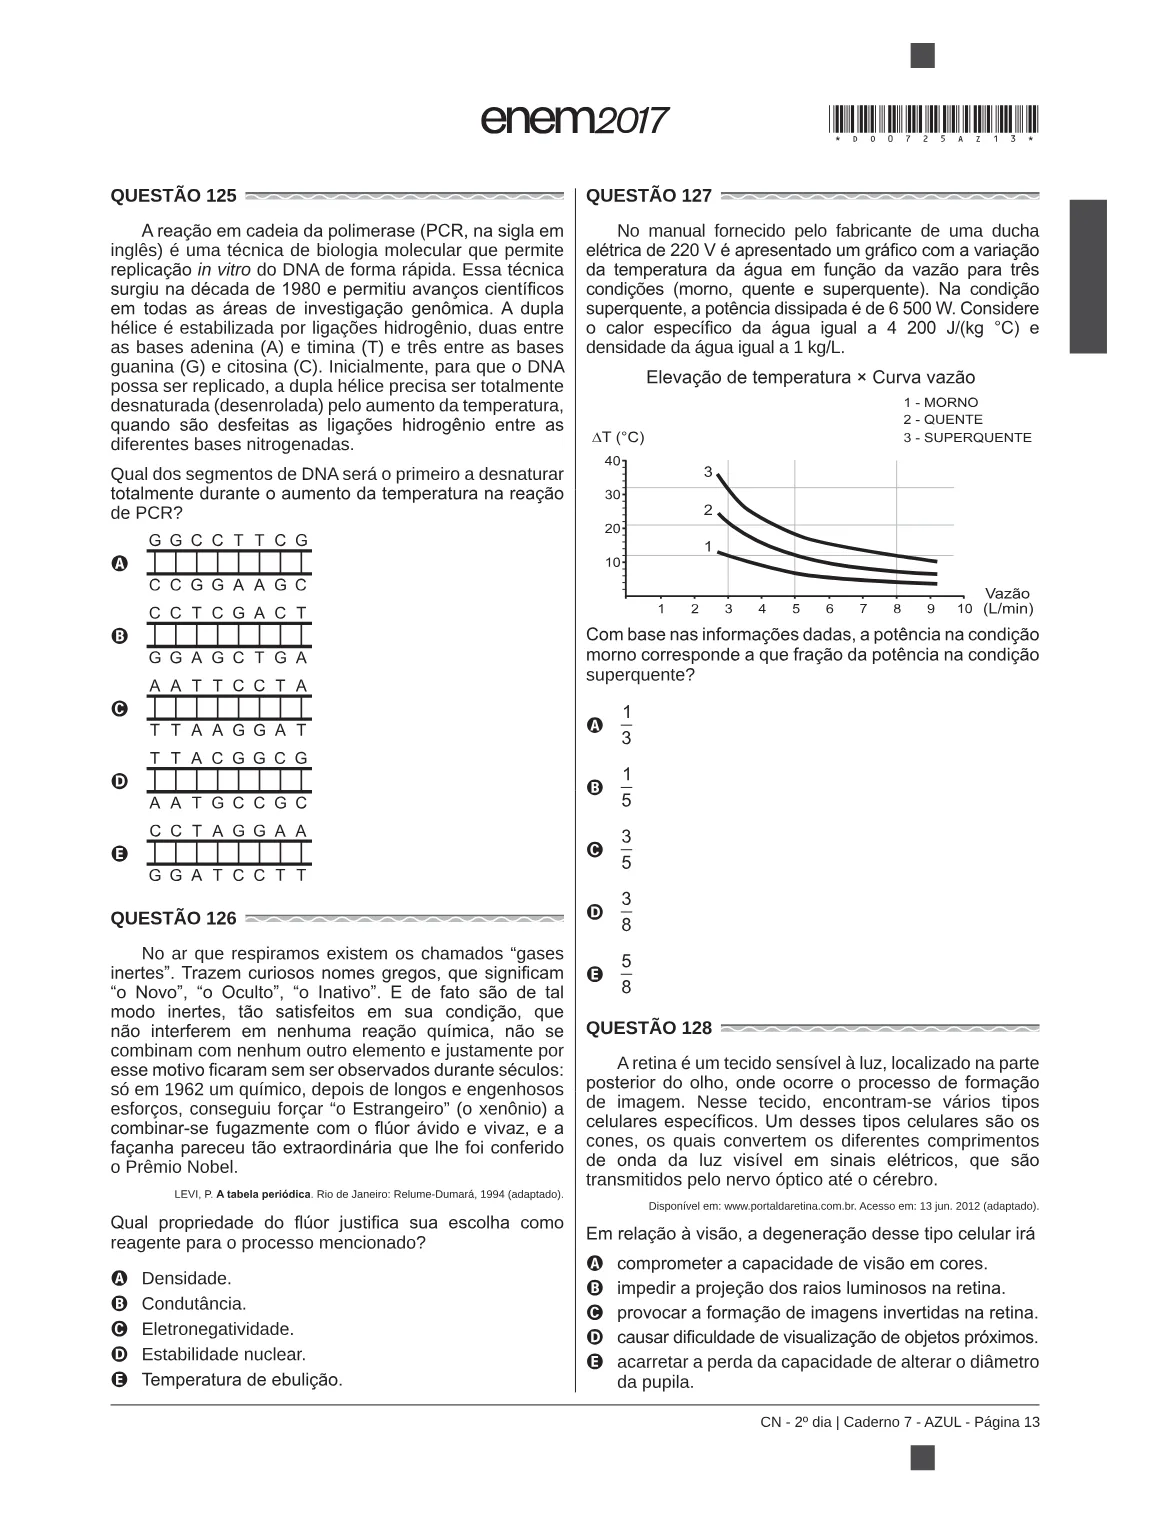 enem2017
*D00725AZ13*
QUESTÃO 125
A reação em cadeia da polimerase (PCR, na sigla em
inglês) é uma técnica de biologia molecular que permite
replicação in vitro do DNA de forma rápida. Essa técnica
surgiu na década de 1980 e permitiu avanços científicos
em todas as áreas de investigação genômica. A dupla
hélice é estabilizada por ligações hidrogênio, duas entre
as bases adenina (A) e timina (T) e três entre as bases
guanina (G) e citosina (C). Inicialmente, para que o DNA
possa ser replicado, a dupla hélice precisa ser totalmente
desnaturada (desenrolada) pelo aumento da temperatura,
quando são desfeitas as ligações hidrogênio entre as
diferentes bases nitrogenadas.
Qual dos segmentos de DNA será o primeiro a desnaturar
totalmente durante o aumento da temperatura na reação
de PCR?
G G C C T T C G
A
C C G G A A G C
C C T C G A C T
B
G G A G C T G A
A A T T C C T A
C
T T A A G G A T
T T A C G G C G
D
A A T G C C G C
C C T A G G A A
E
G G A T C C T T
QUESTÃO 126
No ar que respiramos existem os chamados “gases
inertes”. Trazem curiosos nomes gregos, que significam
“o Novo”, “o Oculto”, “o Inativo”. E de fato são de tal
modo inertes, tão satisfeitos em sua condição, que
não interferem em nenhuma reação química, não se
combinam com nenhum outro elemento e justamente por
esse motivo ficaram sem ser observados durante séculos:
só em 1962 um químico, depois de longos e engenhosos
esforços, conseguiu forçar “o Estrangeiro” (o xenônio) a
combinar-se fugazmente com o flúor ávido e vivaz, e a
façanha pareceu tão extraordinária que lhe foi conferido
o Prêmio Nobel.
LEVI, P. A tabela periódica. Rio de Janeiro: Relume-Dumará, 1994 (adaptado).
Qual propriedade do flúor justifica sua escolha como
reagente para o processo mencionado?
A Densidade.
B Condutância.
C Eletronegatividade.
D Estabilidade nuclear.
E Temperatura de ebulição.
QUESTÃO 127
No manual fornecido pelo fabricante de uma ducha
elétrica de 220 V é apresentado um gráfico com a variação
da temperatura da água em função da vazão para três
condições (morno, quente e superquente). Na condição
superquente, a potência dissipada é de 6 500 W. Considere
o calor específico da água igual a 4 200 J/(kg °C) e
densidade da água igual a 1 kg/L.
Elevação de temperatura × Curva vazão
1 - MORNO
2 - QUENTE
3 - SUPERQUENTE
ΔT (°C)
40
30
20
10
3
2
1
1 2 3 4 5 6 7 8 9 10
Vazão
(L/min)
Com base nas informações dadas, a potência na condição
morno corresponde a que fração da potência na condição
superquente?
A 1/3
B 1/5
C 3/5
D 3/8
E 5/8
QUESTÃO 128
A retina é um tecido sensível à luz, localizado na parte
posterior do olho, onde ocorre o processo de formação
de imagem. Nesse tecido, encontram-se vários tipos
celulares específicos. Um desses tipos celulares são os
cones, os quais convertem os diferentes comprimentos
de onda da luz visível em sinais elétricos, que são
transmitidos pelo nervo óptico até o cérebro.
Disponível em: www.portaldaretina.com.br. Acesso em: 13 jun. 2012 (adaptado).
Em relação à visão, a degeneração desse tipo celular irá
A comprometer a capacidade de visão em cores.
B impedir a projeção dos raios luminosos na retina.
C provocar a formação de imagens invertidas na retina.
D causar dificuldade de visualização de objetos próximos.
E acarretar a perda da capacidade de alterar o diâmetro
da pupila.
CN - 2º dia | Caderno 7 - AZUL - Página 13